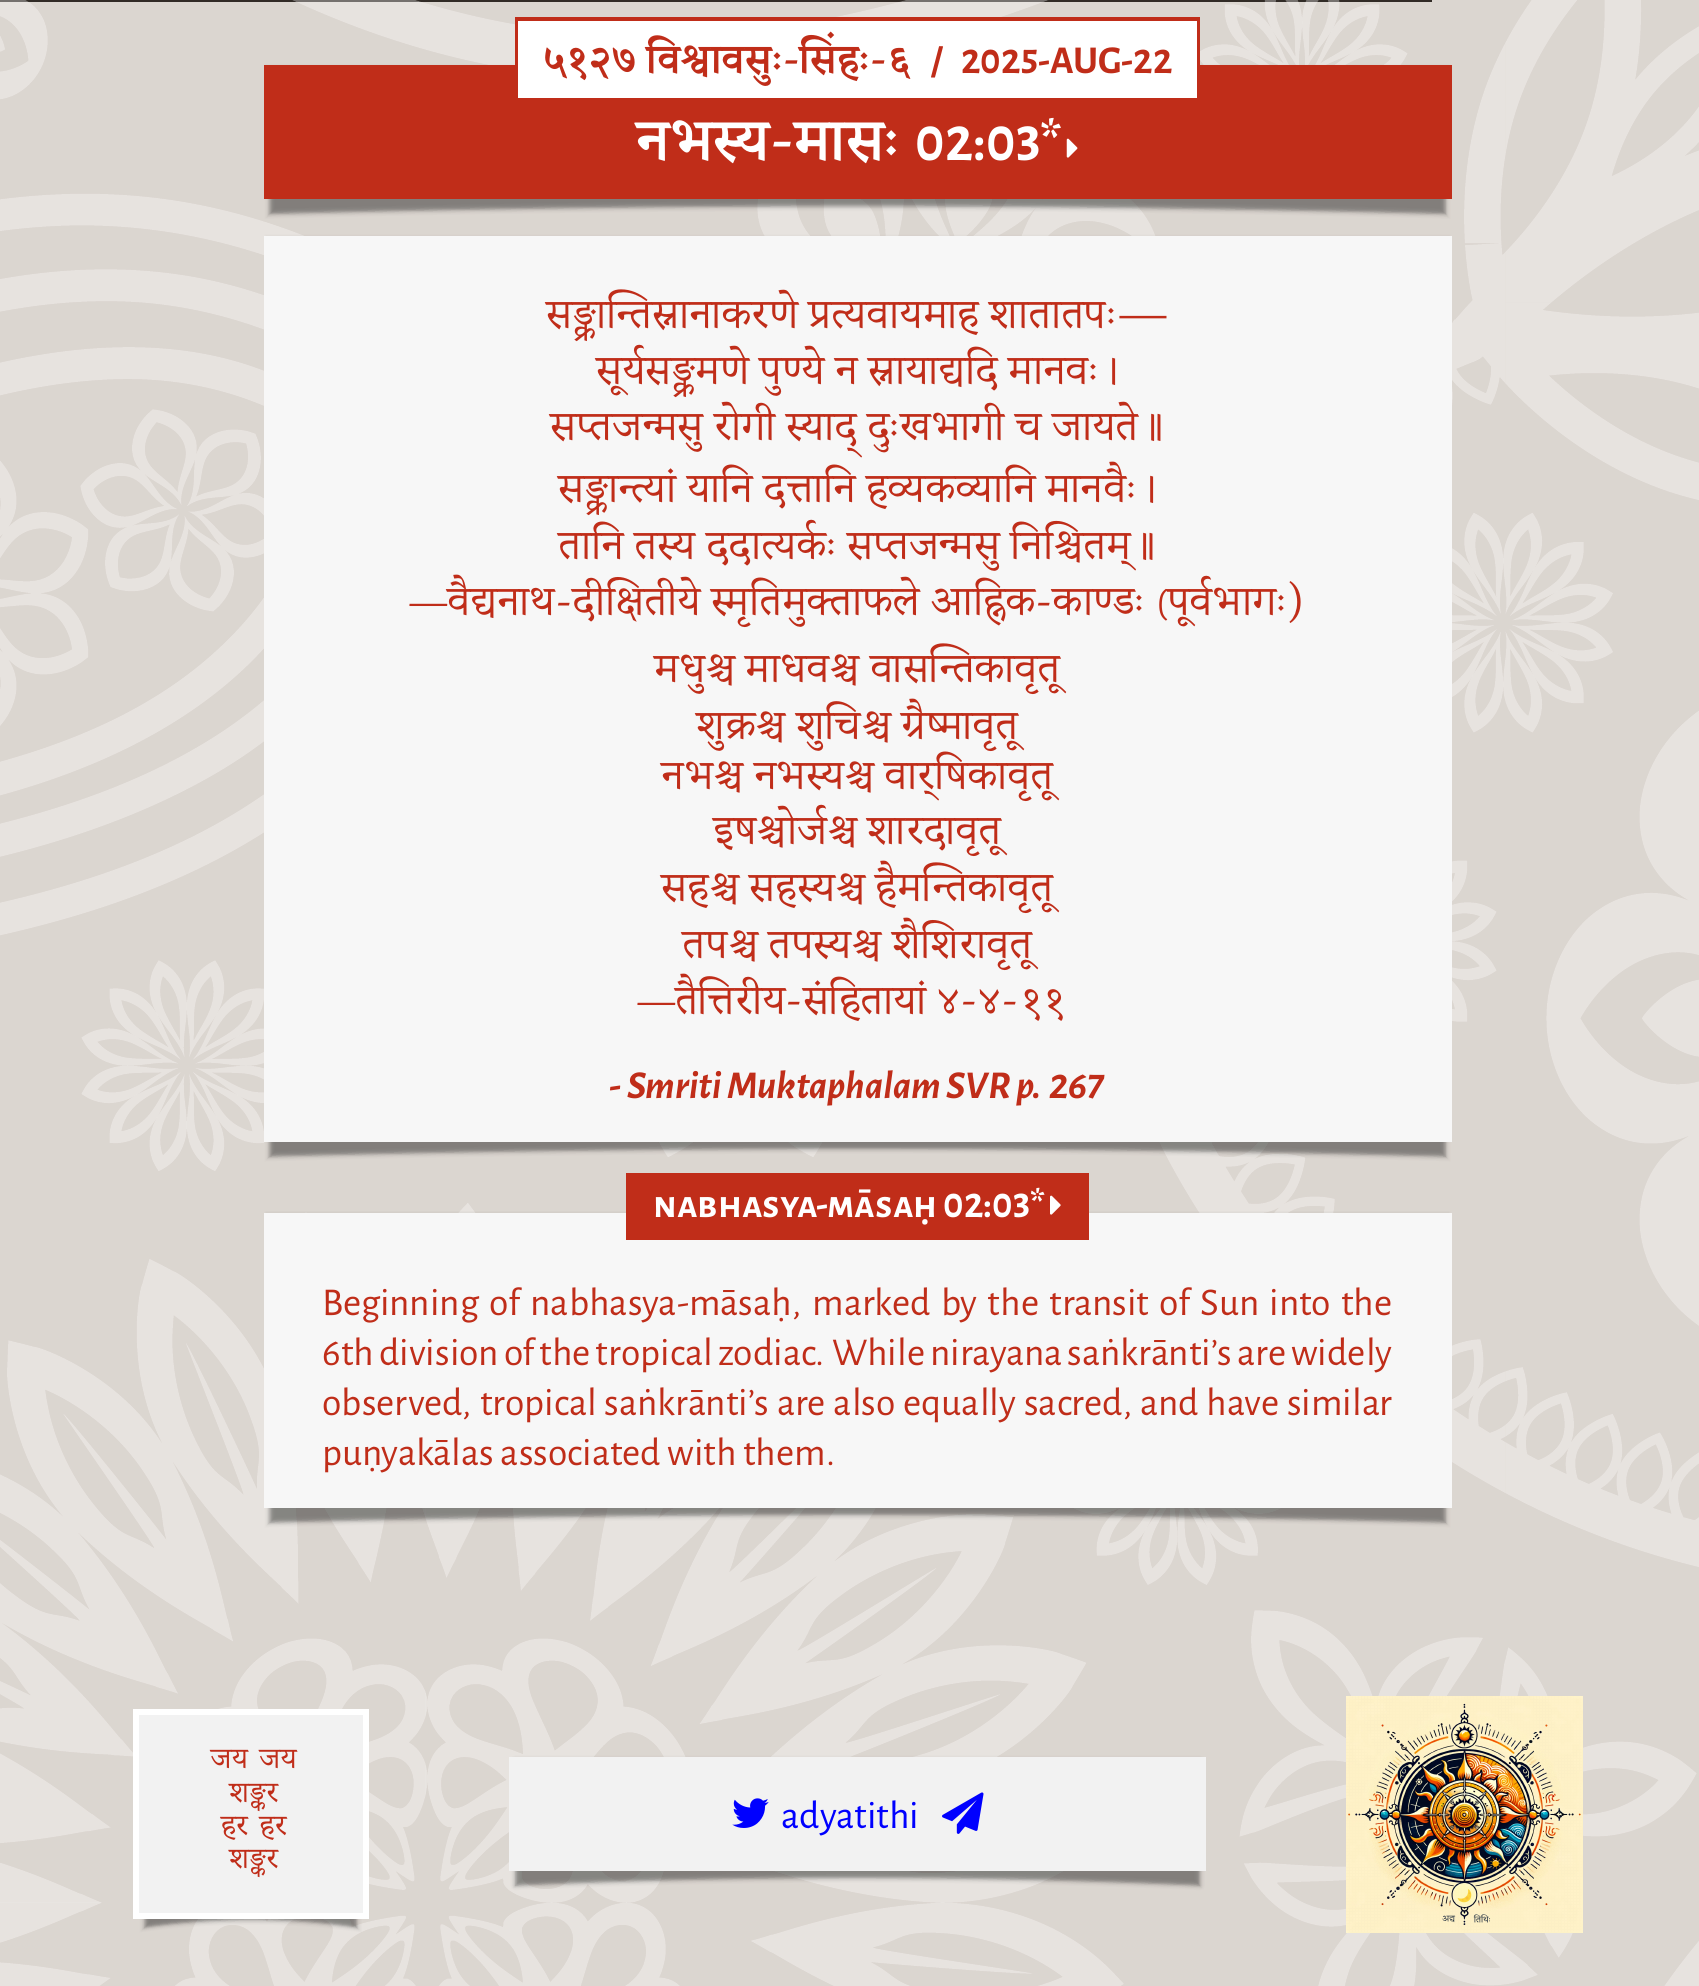 ५१२७ विश्वावसुः-सिंहः-६ / 2025-AUG-22
नभस्य-मासः 02:03*
सङ्क्रान्तिस्नानाकरणे प्रत्यवायमाह शातातपः—
सूर्यसङ्क्रमणे पुण्ये न स्नायाद्यदि मानवः।
सप्तजन्मसु रोगी स्याद् दुःखभागी च जायते॥
सङ्क्रान्त्यां यानि दत्तानि हव्यकव्यानि मानवैः।
तानि तस्य ददात्यर्कः सप्तजन्मसु निश्चितम्॥
—वैद्यनाथ-दीक्षितीये स्मृतिमुक्ताफले आह्निक-काण्डः (पूर्वभागः)
मधुश्च माधवश्च वासन्तिकावृतू
शुक्रश्च शुचिश्च ग्रैष्मावृतू
नभश्च नभस्यश्च वार्‌षिकावृतू
इषश्चोर्जश्च शारदावृतू
सहश्च सहस्यश्च हैमन्तिकावृतू
तपश्च तपस्यश्च शैशिरावृतू
—तैत्तिरीय-संहितायां ४-४-११
- Smriti Muktaphalam SVR p. 267
NABHASYA-MĀSAḤ 02:03*
Beginning of nabhasya-māsaḥ, marked by the transit of Sun into the
6th division of the tropical zodiac. While nirayana saṅkrānti’s are widely
observed, tropical saṅkrānti’s are also equally sacred, and have similar
puṇyakālas associated with them.
जय जय
शङ्कर
हर हर
शङ्कर
adyatithi
अद्य तिथिः